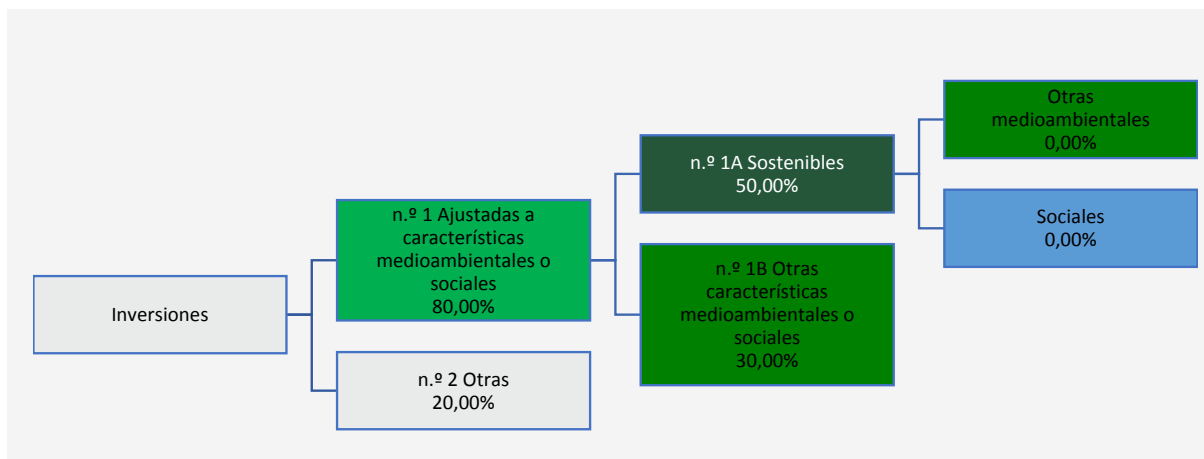 Inversiones
n.º 1 Ajustadas a
características
medioambientales o
sociales
80,00%
n.º 2 Otras
20,00%
n.º 1A Sostenibles
50,00%
n.º 1B Otras
características
medioambientales o
sociales
30,00%
Otras
medioambientales
0,00%
Sociales
0,00%